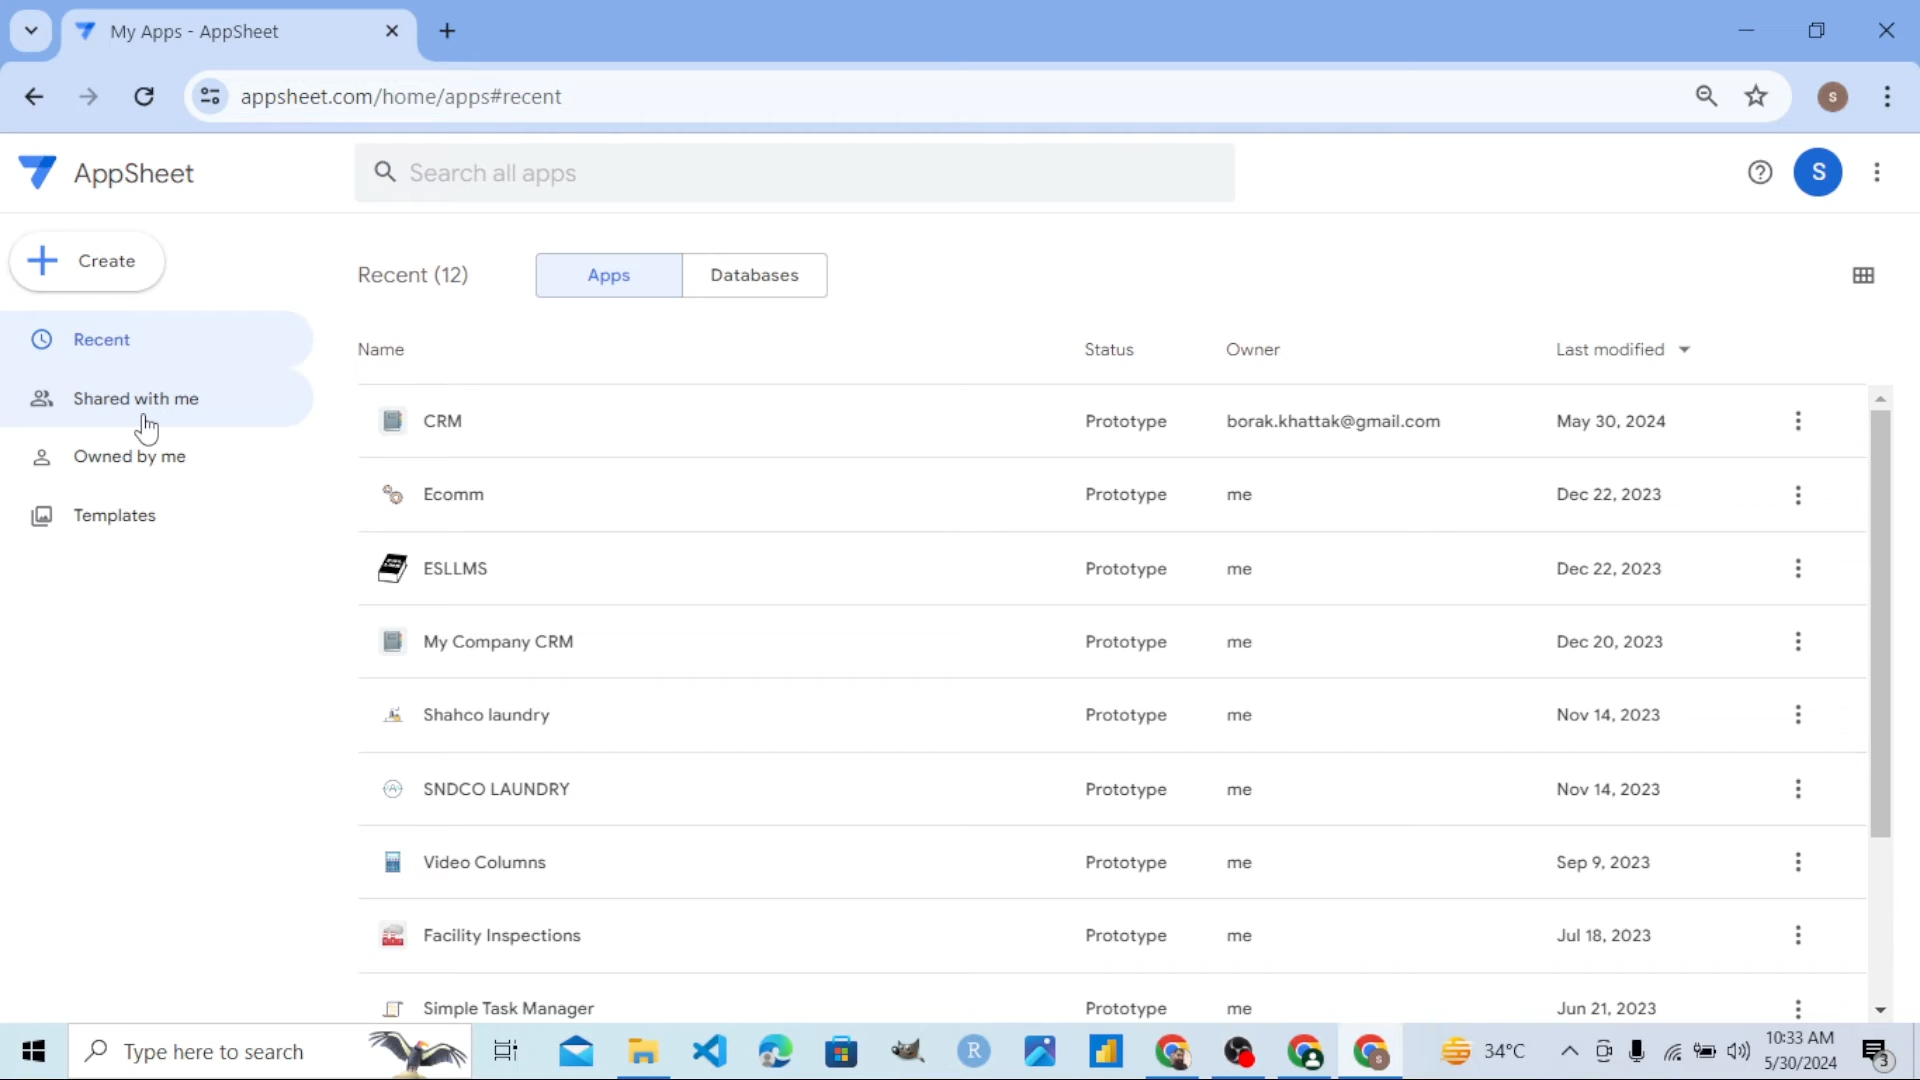 My Apps - AppSheet
appsheet.com/home/apps#recent
s
AppSheet
Search all apps
S
Create
Recent (12)
Apps
Databases
Recent
Shared with me
Owned by me
Templates
Name Status Owner Last modified
CRM Prototype borak.khattak@gmail.com May 30, 2024
Ecomm Prototype me Dec 22, 2023
ESLLMS Prototype me Dec 22, 2023
My Company CRM Prototype me Dec 20, 2023
Shahco laundry Prototype me Nov 14, 2023
SNDCO LAUNDRY Prototype me Nov 14, 2023
Video Columns Prototype me Sep 9, 2023
Facility Inspections Prototype me Jul 18, 2023
Simple Task Manager Prototype me Jun 21, 2023
Type here to search
R
s
34°C
10:33 AM
5/30/2024
3